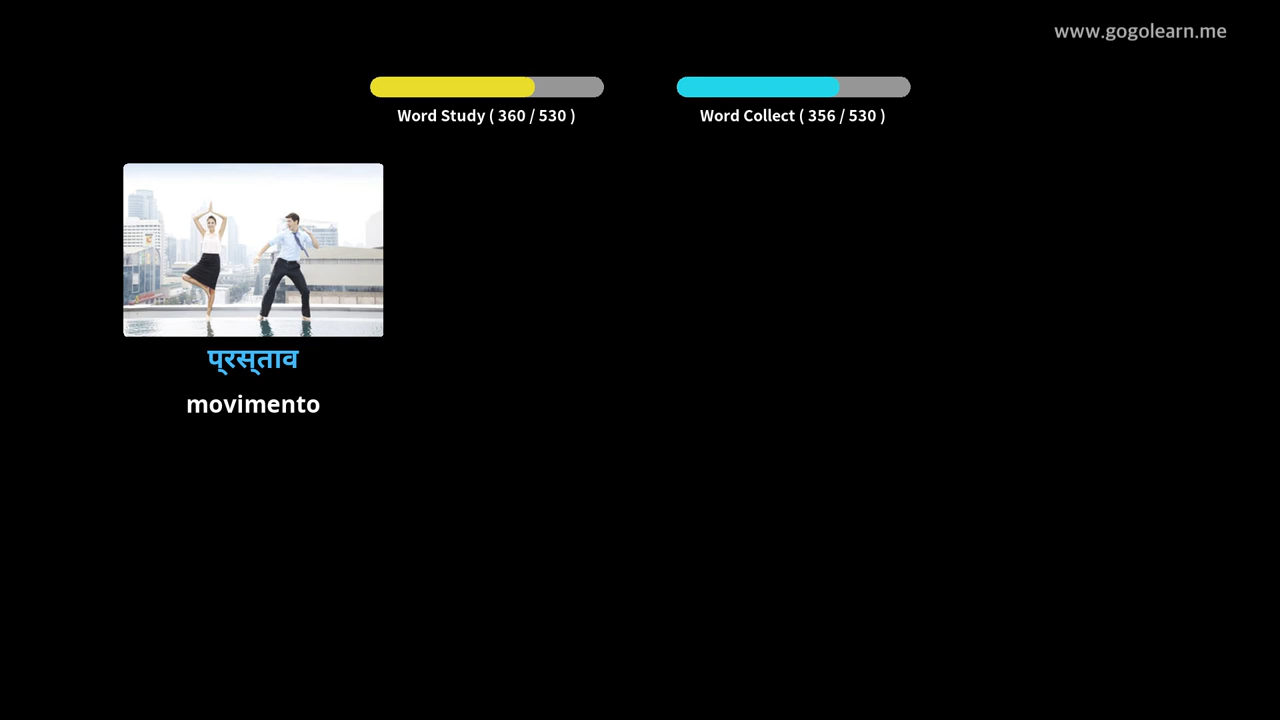 www.gogolearn.me
Word Study ( 360 / 530 )
Word Collect ( 356 / 530 )
प्रस्ताव
movimento